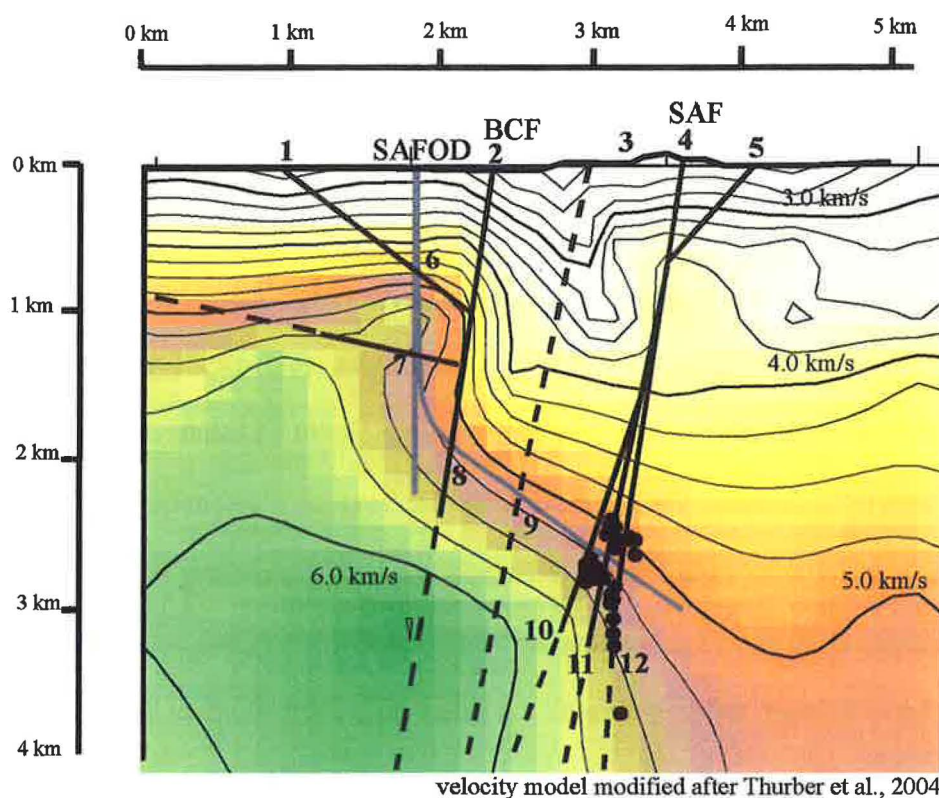 0 km 1 km 2 km 3 km 4 km 5 km
SAF
BCF
1 SAFOD 2 3 4 5
0 km
3.0 km/s
6
1 km
4.0 km/s
7
2 km
8
9
6.0 km/s
5.0 km/s
3 km
10
11 12
4 km
velocity model modified after Thurber et al., 2004